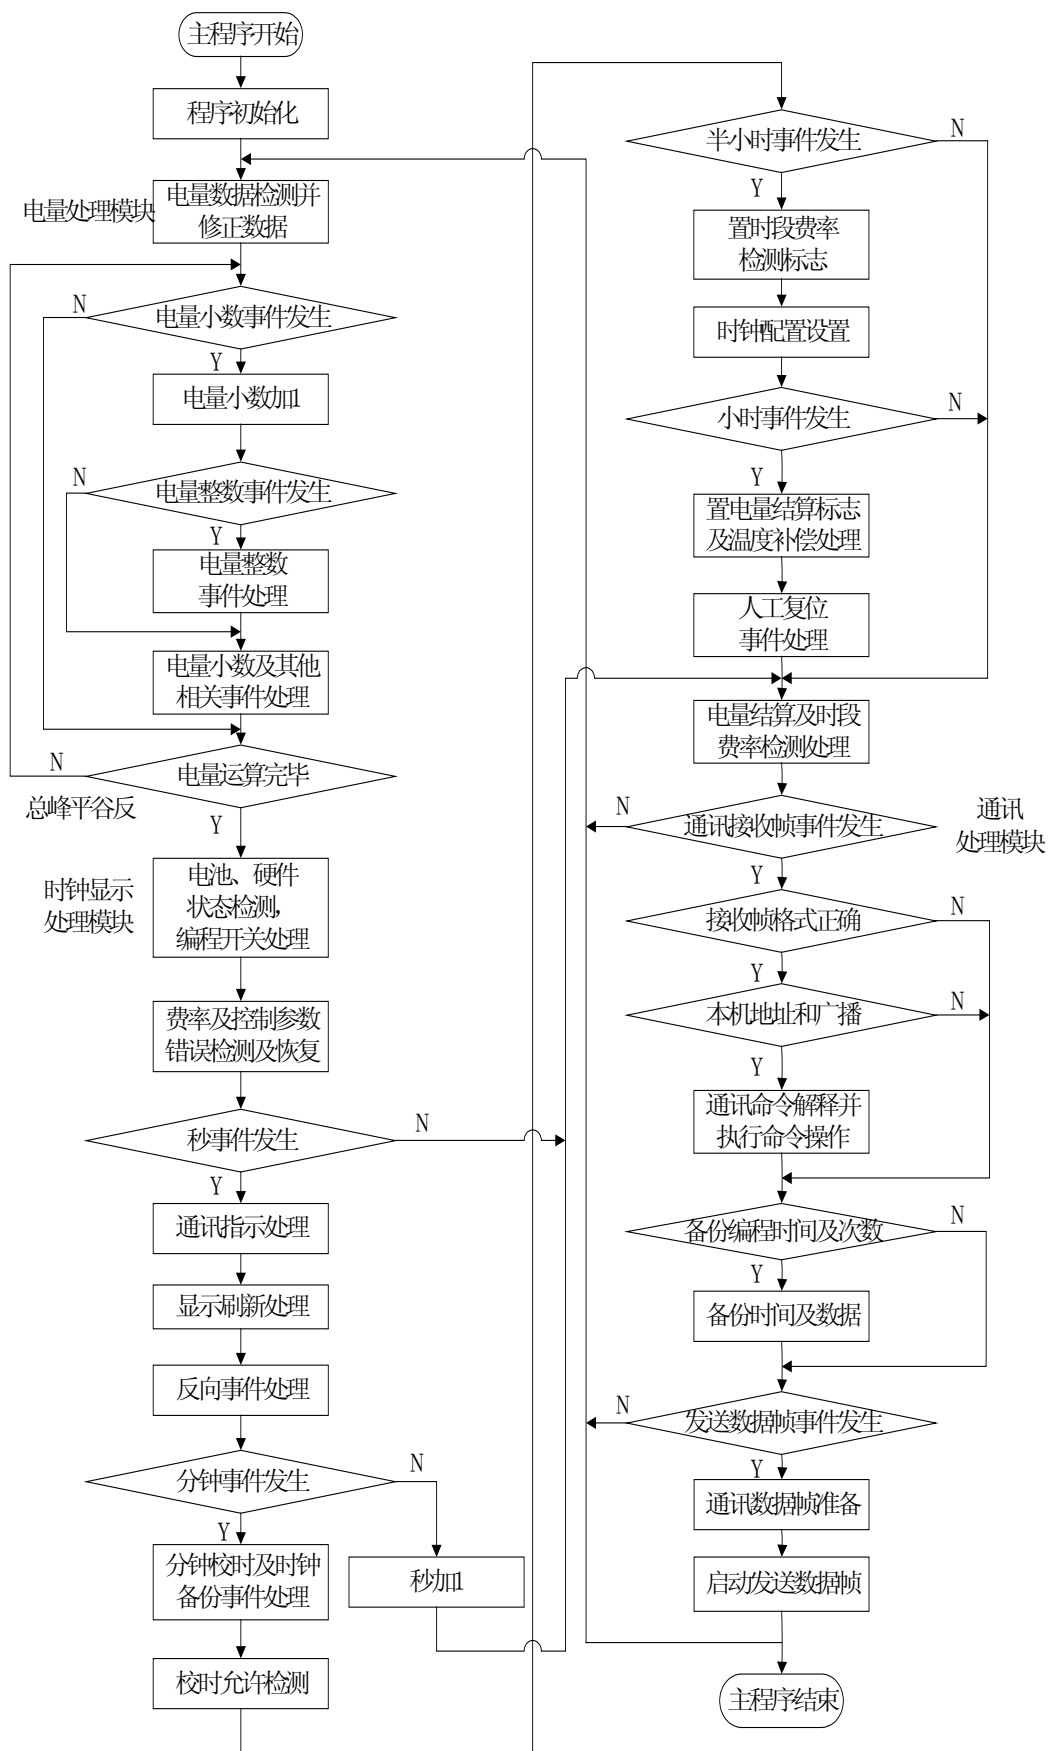 主程序开始
程序初始化
电量处理模块
电量数据检测并
修正数据
N
电量小数事件发生
Y
电量小数加1
N
电量整数事件发生
Y
电量整数
事件处理
电量小数及其他
相关事件处理
N
电量运算完毕
总峰平谷反
Y
时钟显示
处理模块
电池、硬件
状态检测,
编程开关处理
费率及控制参数
错误检测及恢复
秒事件发生
N
Y
通讯指示处理
显示刷新处理
反向事件处理
分钟事件发生
N
Y
分钟校时及时钟
备份事件处理
秒加1
校时允许检测
半小时事件发生
N
Y
置时段费率
检测标志
时钟配置设置
小时事件发生
N
Y
置电量结算标志
及温度补偿处理
人工复位
事件处理
电量结算及时段
费率检测处理
N
通讯接收帧事件发生
通讯
处理模块
Y
接收帧格式正确
N
Y
本机地址和广播
N
Y
通讯命令解释并
执行命令操作
备份编程时间及次数
N
Y
备份时间及数据
N
发送数据帧事件发生
Y
通讯数据帧准备
启动发送数据帧
主程序结束